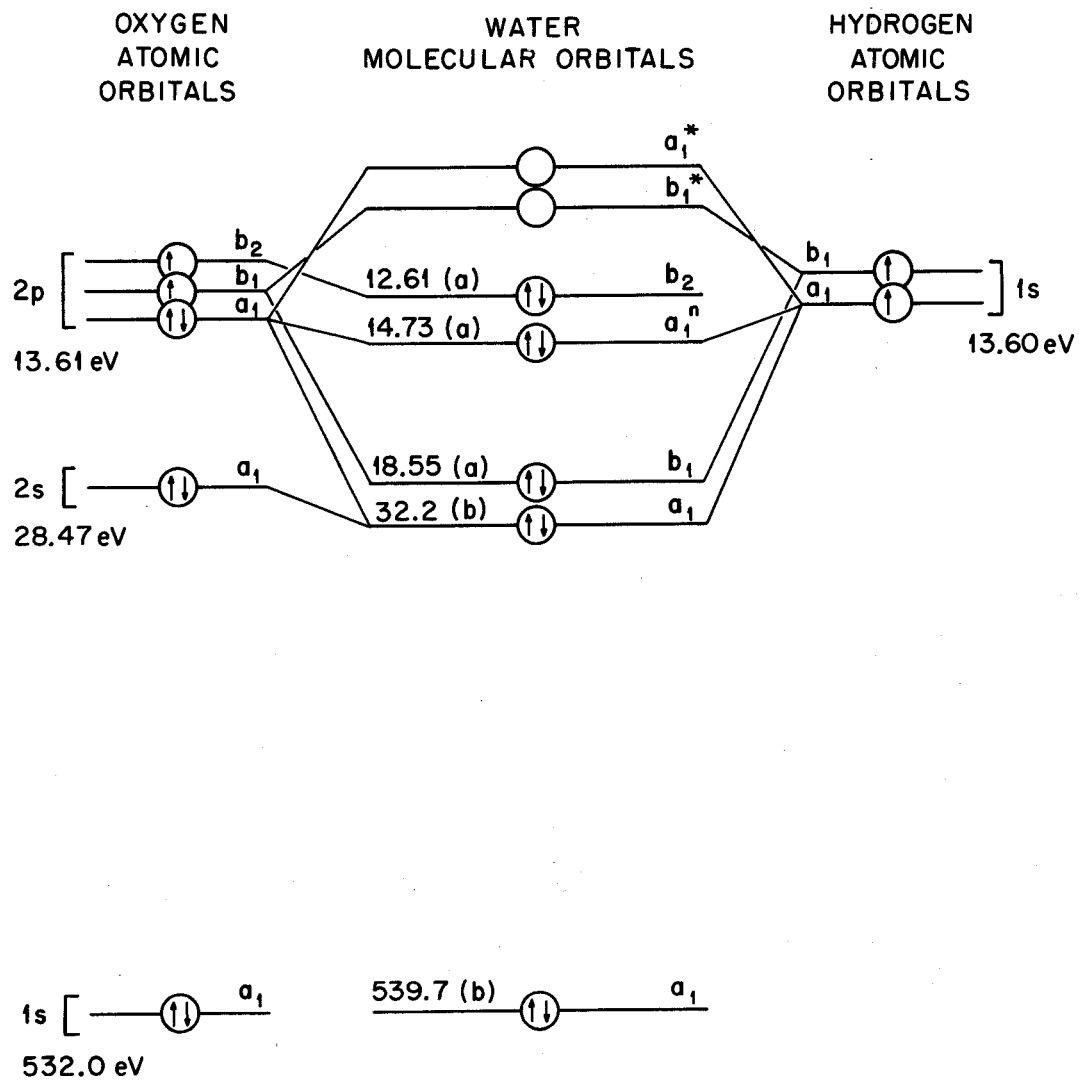 OXYGEN
ATOMIC
ORBITALS
WATER
MOLECULAR ORBITALS
HYDROGEN
ATOMIC
ORBITALS
a₁*
b₁*
2p
b₂
b₁
a₁
13.61 eV
12.61 (a)
b₂
14.73 (a)
a₁ⁿ
b₁
a₁
1s
13.60 eV
2s
a₁
28.47 eV
18.55 (a)
b₁
32.2 (b)
a₁
1s
a₁
532.0 eV
539.7 (b)
a₁